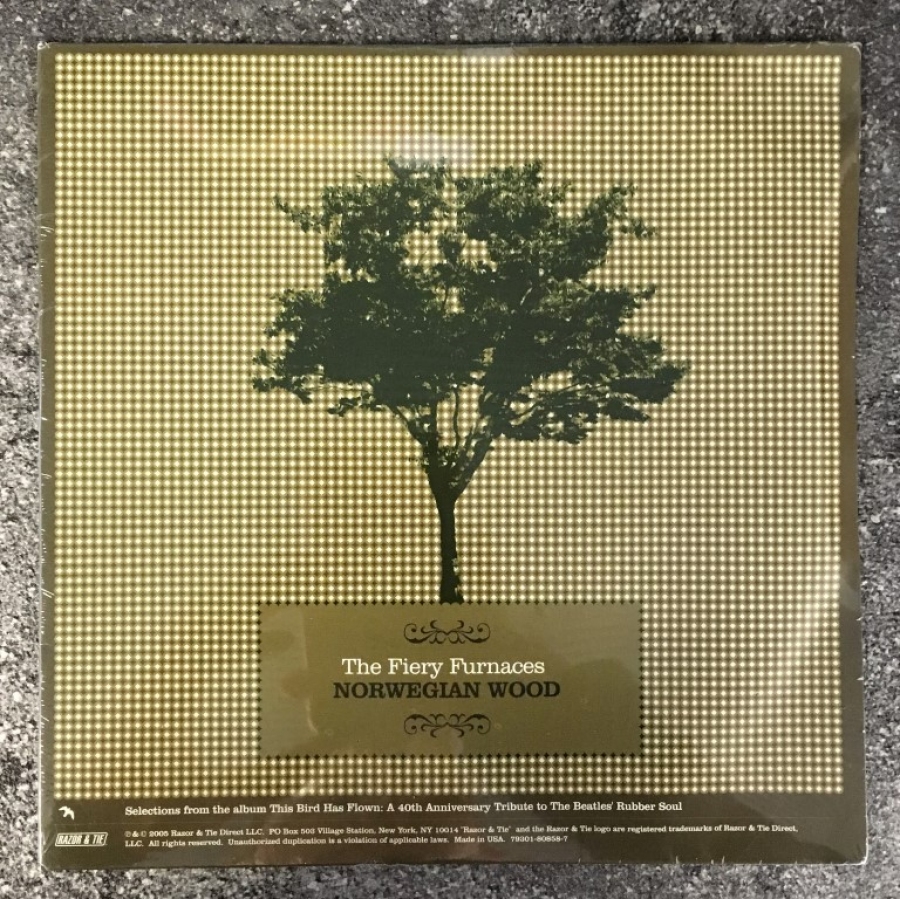 The Fiery Furnaces
NORWEGIAN WOOD
Selections from the album This Bird Has Flown: A 40th Anniversary Tribute to The Beatles' Rubber Soul
RAZOR & TIE
℗ & © 2005 Razor & Tie Direct LLC, PO Box 503 Village Station, New York, NY 10014 "Razor & Tie" and the Razor & Tie logo are registered trademarks of Razor & Tie Direct,
LLC. All rights reserved. Unauthorized duplication is a violation of applicable laws. Made in USA. 79301-80958-7